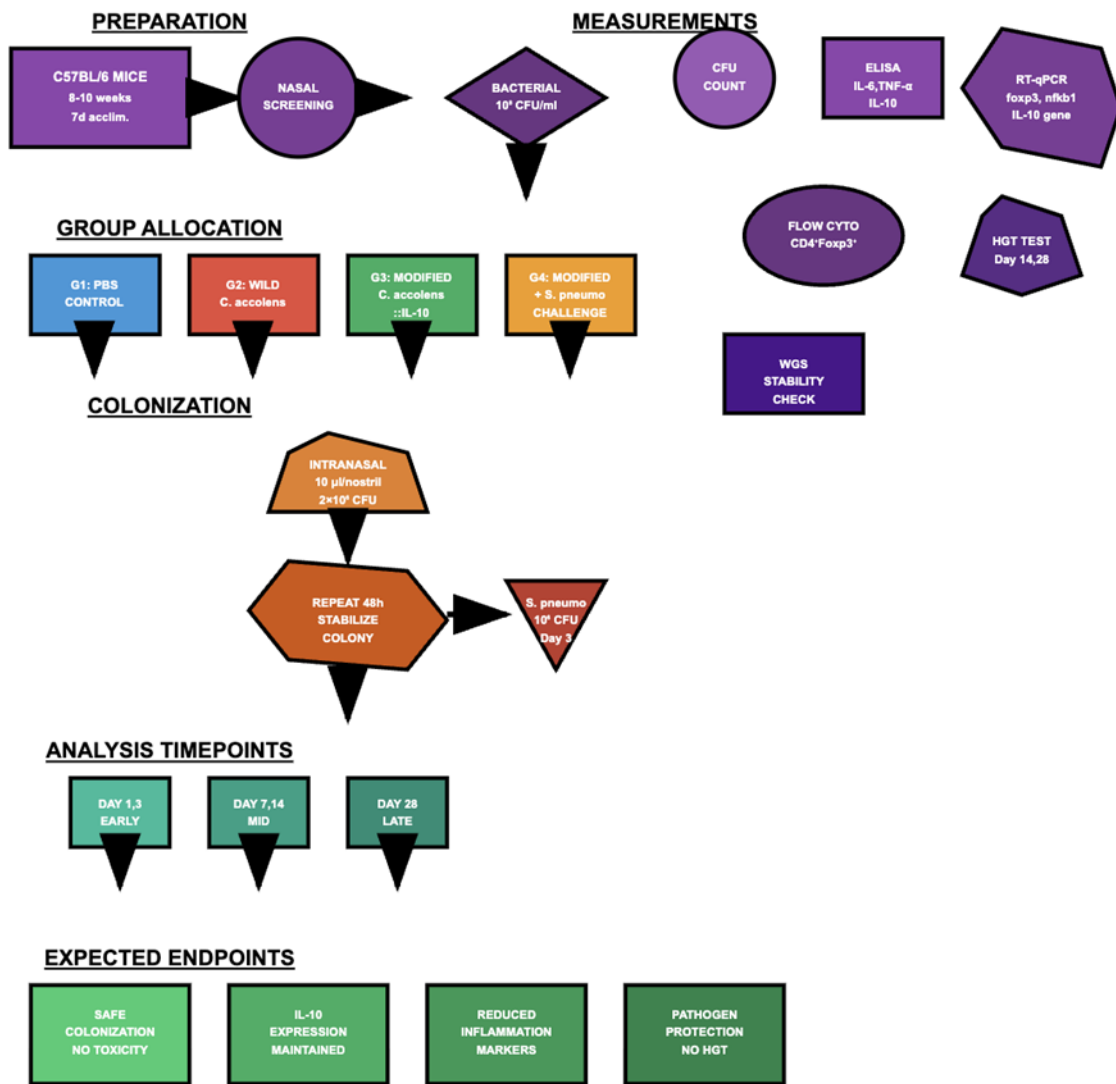 PREPARATION
C57BL/6 MICE
8-10 weeks
7d acclim.
NASAL
SCREENING
BACTERIAL
10⁸ CFU/ml
MEASUREMENTS
CFU
COUNT
ELISA
IL-6,TNF-α
IL-10
RT-qPCR
foxp3, nfkb1
IL-10 gene
FLOW CYTO
CD4⁺Foxp3⁺
HGT TEST
Day 14,28
WGS
STABILITY
CHECK
GROUP ALLOCATION
G1: PBS
CONTROL
G2: WILD
C. accolens
G3: MODIFIED
C. accolens
::IL-10
G4: MODIFIED
+ S. pneumo
CHALLENGE
COLONIZATION
INTRANASAL
10 µl/nostril
2×10⁶ CFU
REPEAT 48h
STABILIZE
COLONY
S. pneumo
10⁶ CFU
Day 3
ANALYSIS TIMEPOINTS
DAY 1,3
EARLY
DAY 7,14
MID
DAY 28
LATE
EXPECTED ENDPOINTS
SAFE
COLONIZATION
NO TOXICITY
IL-10
EXPRESSION
MAINTAINED
REDUCED
INFLAMMATION
MARKERS
PATHOGEN
PROTECTION
NO HGT